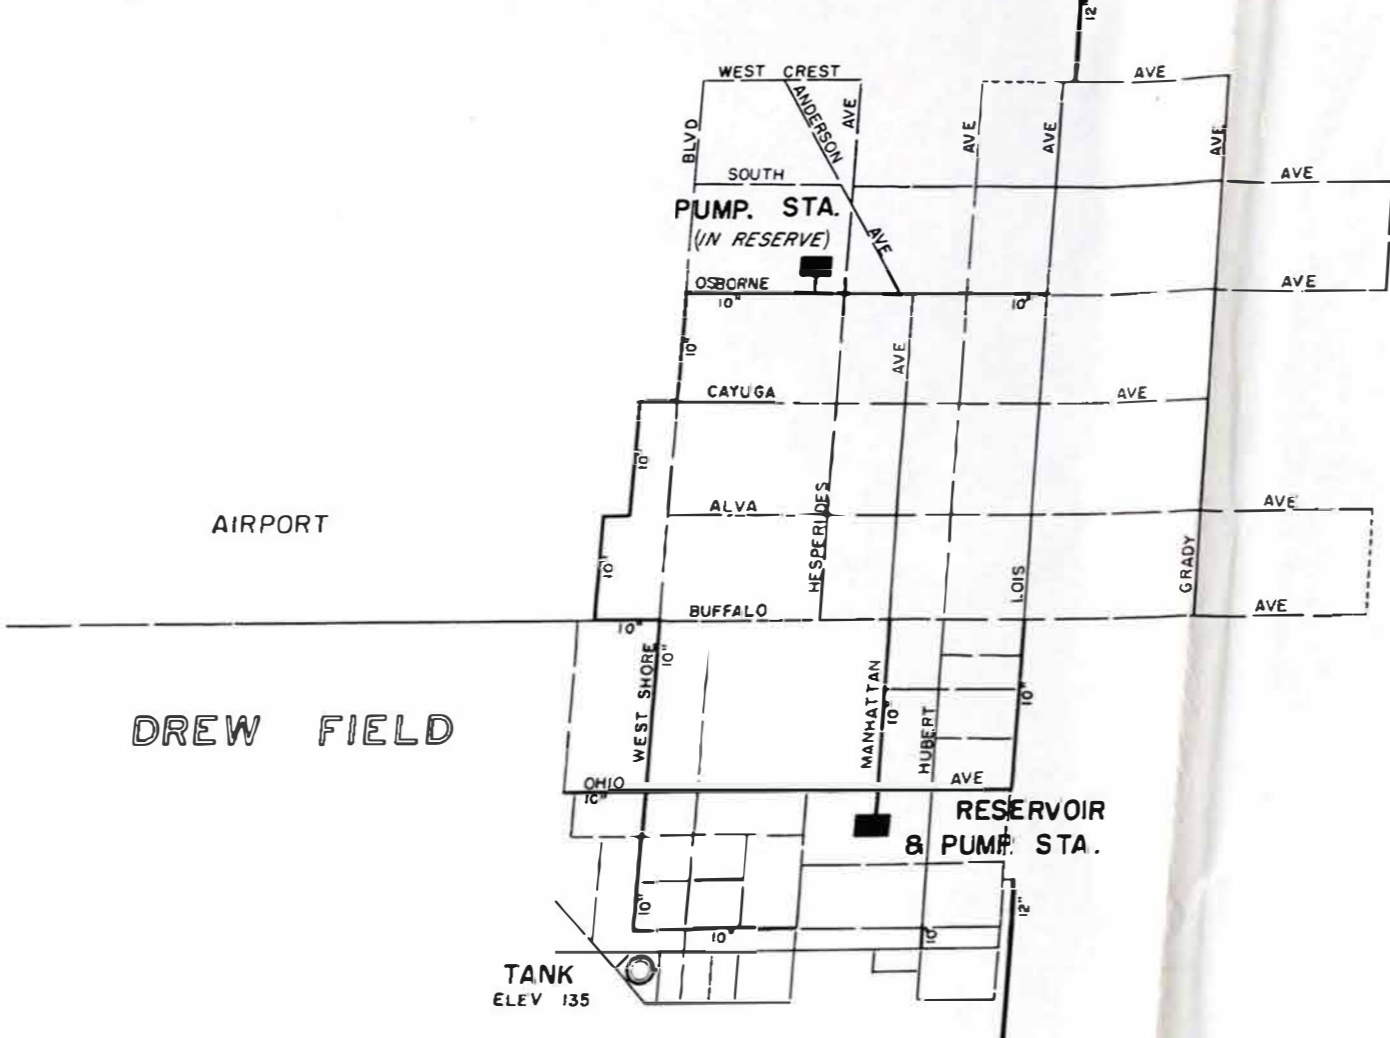 12"
WEST CREST AVE
ANDERSON AVE
BLVD
AVE
AVE
AVE
AVE
SOUTH AVE
PUMP. STA.
(IN RESERVE)
OSBORNE AVE
10"
10"
10"
AVE
CAYUGA AVE
10"
ALVA AVE
HESPERIDES
AIRPORT
10"
LOIS
GRADY
BUFFALO AVE
10"
10"
WEST SHORE
MANHATTAN
10"
HUBERT
10"
DREW FIELD
OHIO AVE
10"
RESERVOIR
& PUMP. STA.
10"
10"
10"
12"
TANK
ELEV 135